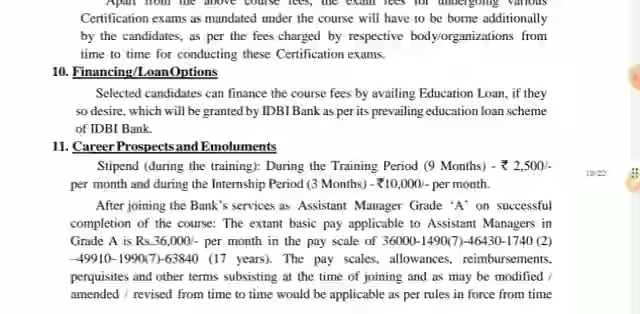 Apart from the above course fees, the exam fees for undergoing various
Certification exams as mandated under the course will have to be borne additionally
by the candidates, as per the fees charged by respective body/organizations from
time to time for conducting these Certification exams.
10. Financing/Loan Options
Selected candidates can finance the course fees by availing Education Loan, if they
so desire, which will be granted by IDBI Bank as per its prevailing education loan scheme
of IDBI Bank.
11. Career Prospects and Emoluments
Stipend (during the training): During the Training Period (9 Months) - ₹ 2,500/-
per month and during the Internship Period (3 Months) - ₹10,000/- per month.
After joining the Bank's services as Assistant Manager Grade 'A' on successful
completion of the course: The extant basic pay applicable to Assistant Managers in
Grade A is Rs.36,000/- per month in the pay scale of 36000-1490(7)-46430-1740 (2)
-49910-1990(7)-63840 (17 years). The pay scales, allowances, reimbursements,
perquisites and other terms subsisting at the time of joining and as may be modified /
amended / revised from time to time would be applicable as per rules in force from time
19/22